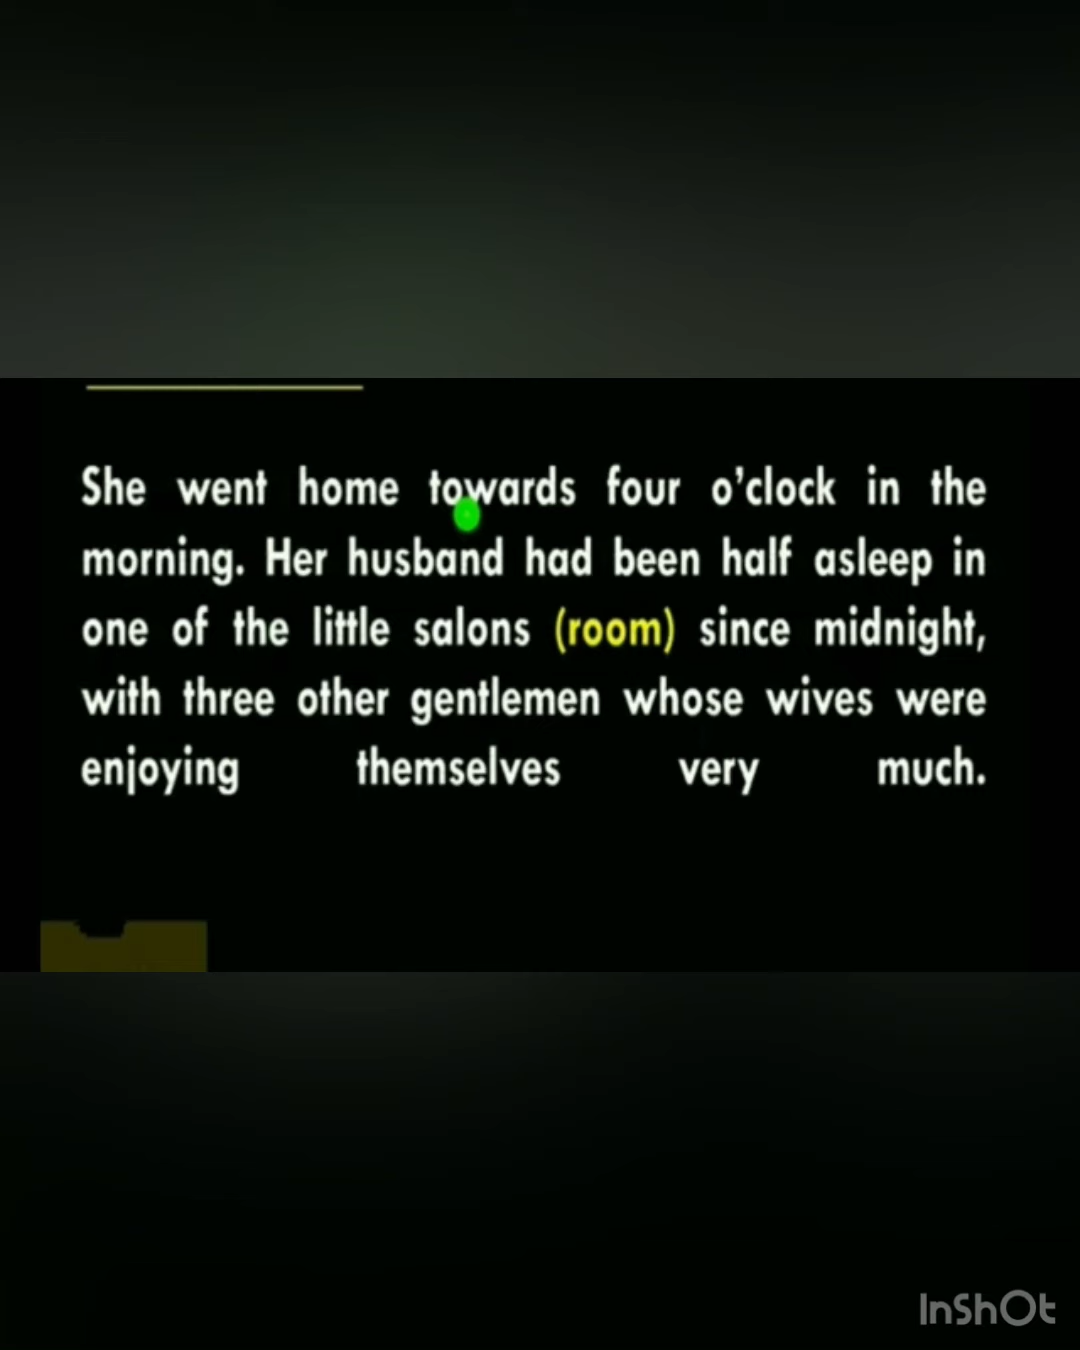 She went home towards four o'clock in the
morning. Her husband had been half asleep in
one of the little salons (room) since midnight,
with three other gentlemen whose wives were
enjoying themselves very much.
InShOt